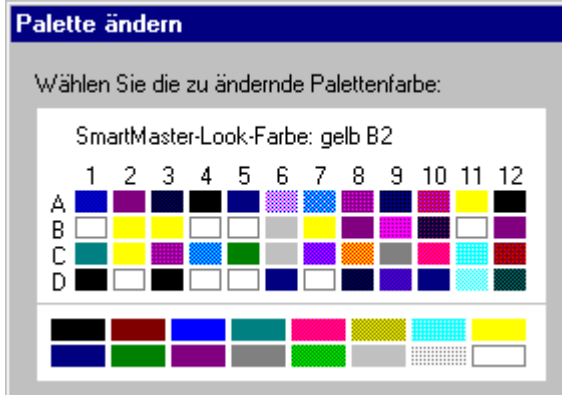 Palette ändern
Wählen Sie die zu ändernde Palettenfarbe:
SmartMaster-Look-Farbe: gelb B2
1 2 3 4 5 6 7 8 9 10 11 12
A
B
C
D